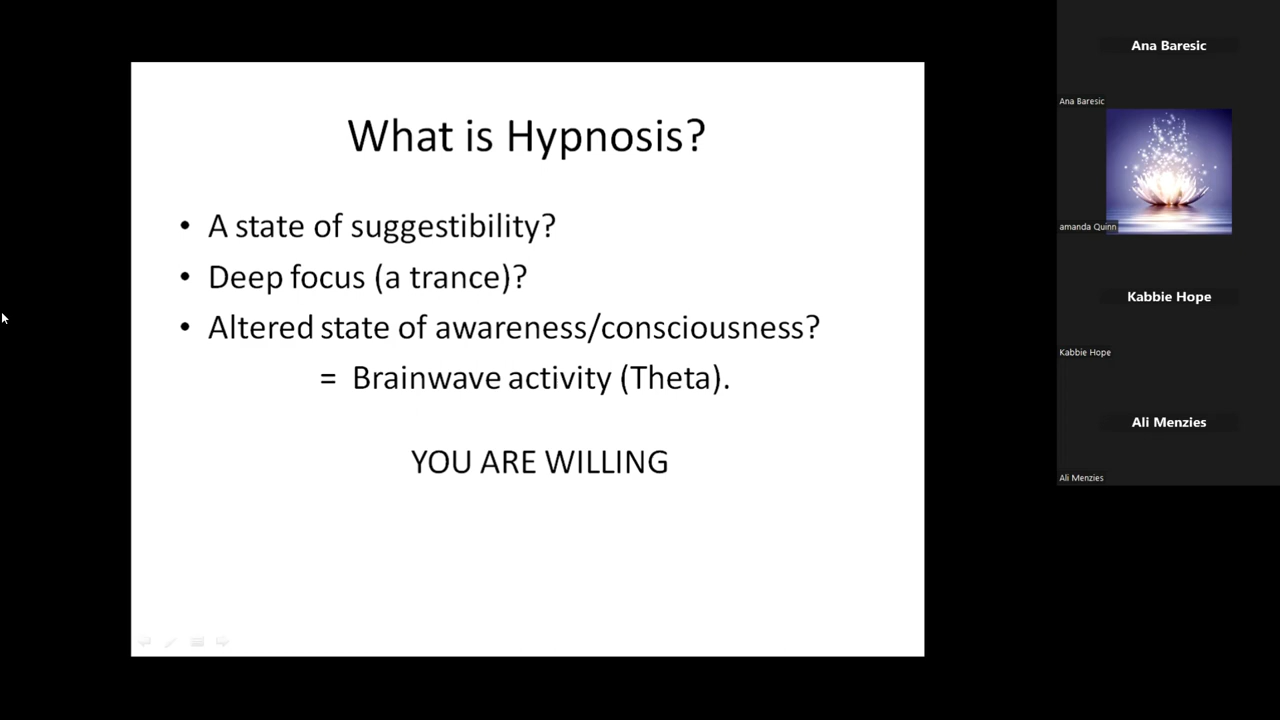 What is Hypnosis?
• A state of suggestibility?
• Deep focus (a trance)?
• Altered state of awareness/consciousness?
= Brainwave activity (Theta).
YOU ARE WILLING
Ana Baresic
Ana Baresic
amanda Quinn
Kabbie Hope
Kabbie Hope
Ali Menzies
Ali Menzies